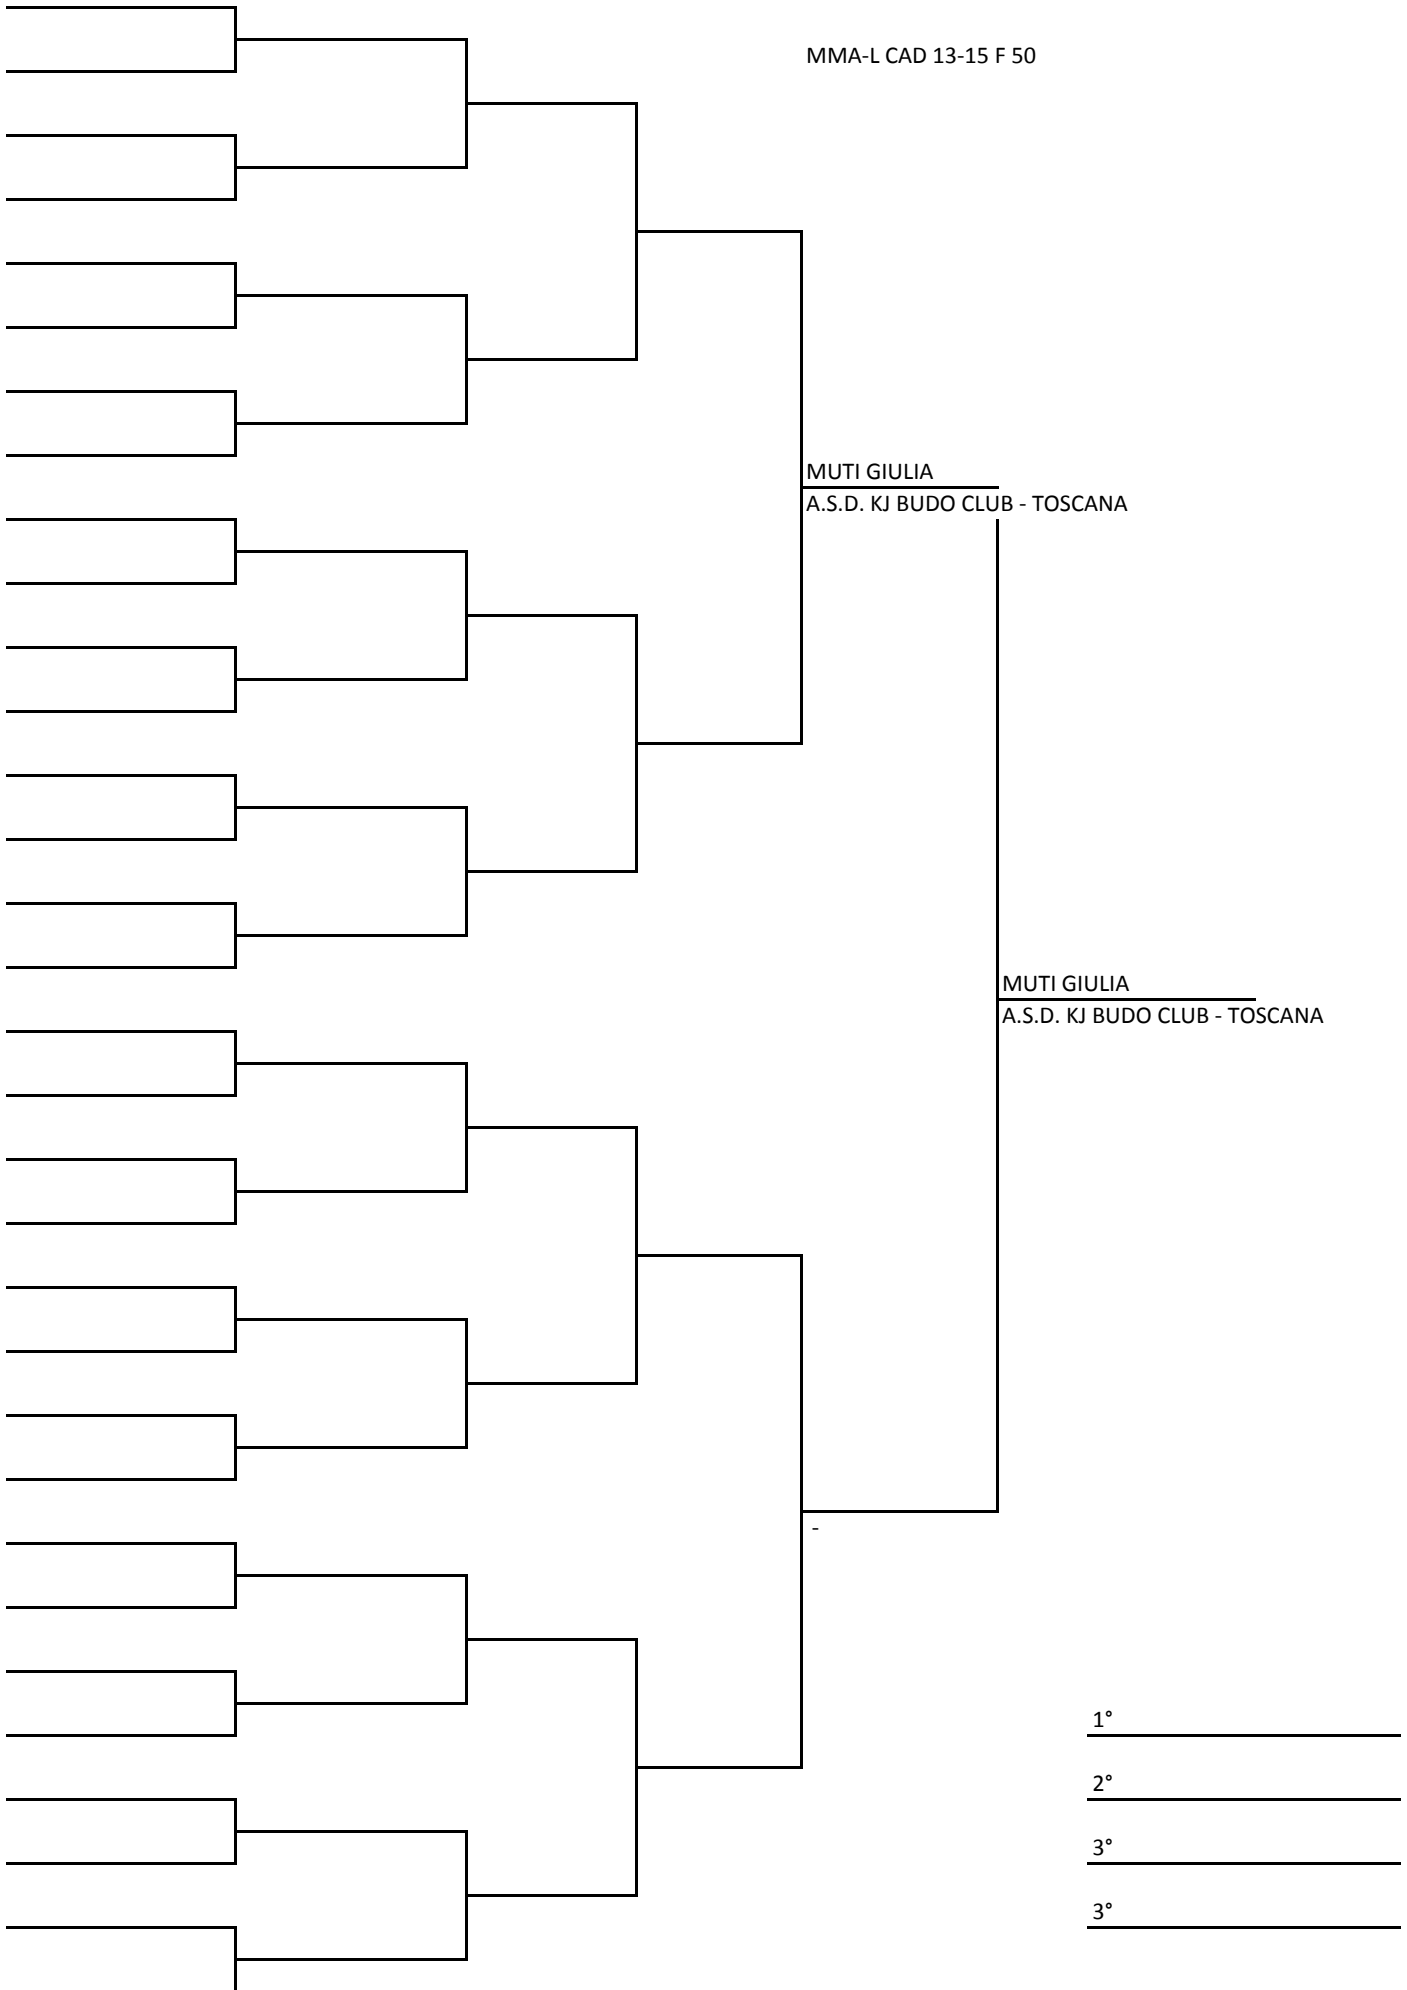 MMA-L CAD 13-15 F 50
MUTI GIULIA
A.S.D. KJ BUDO CLUB - TOSCANA
MUTI GIULIA
A.S.D. KJ BUDO CLUB - TOSCANA
-
1°
2°
3°
3°